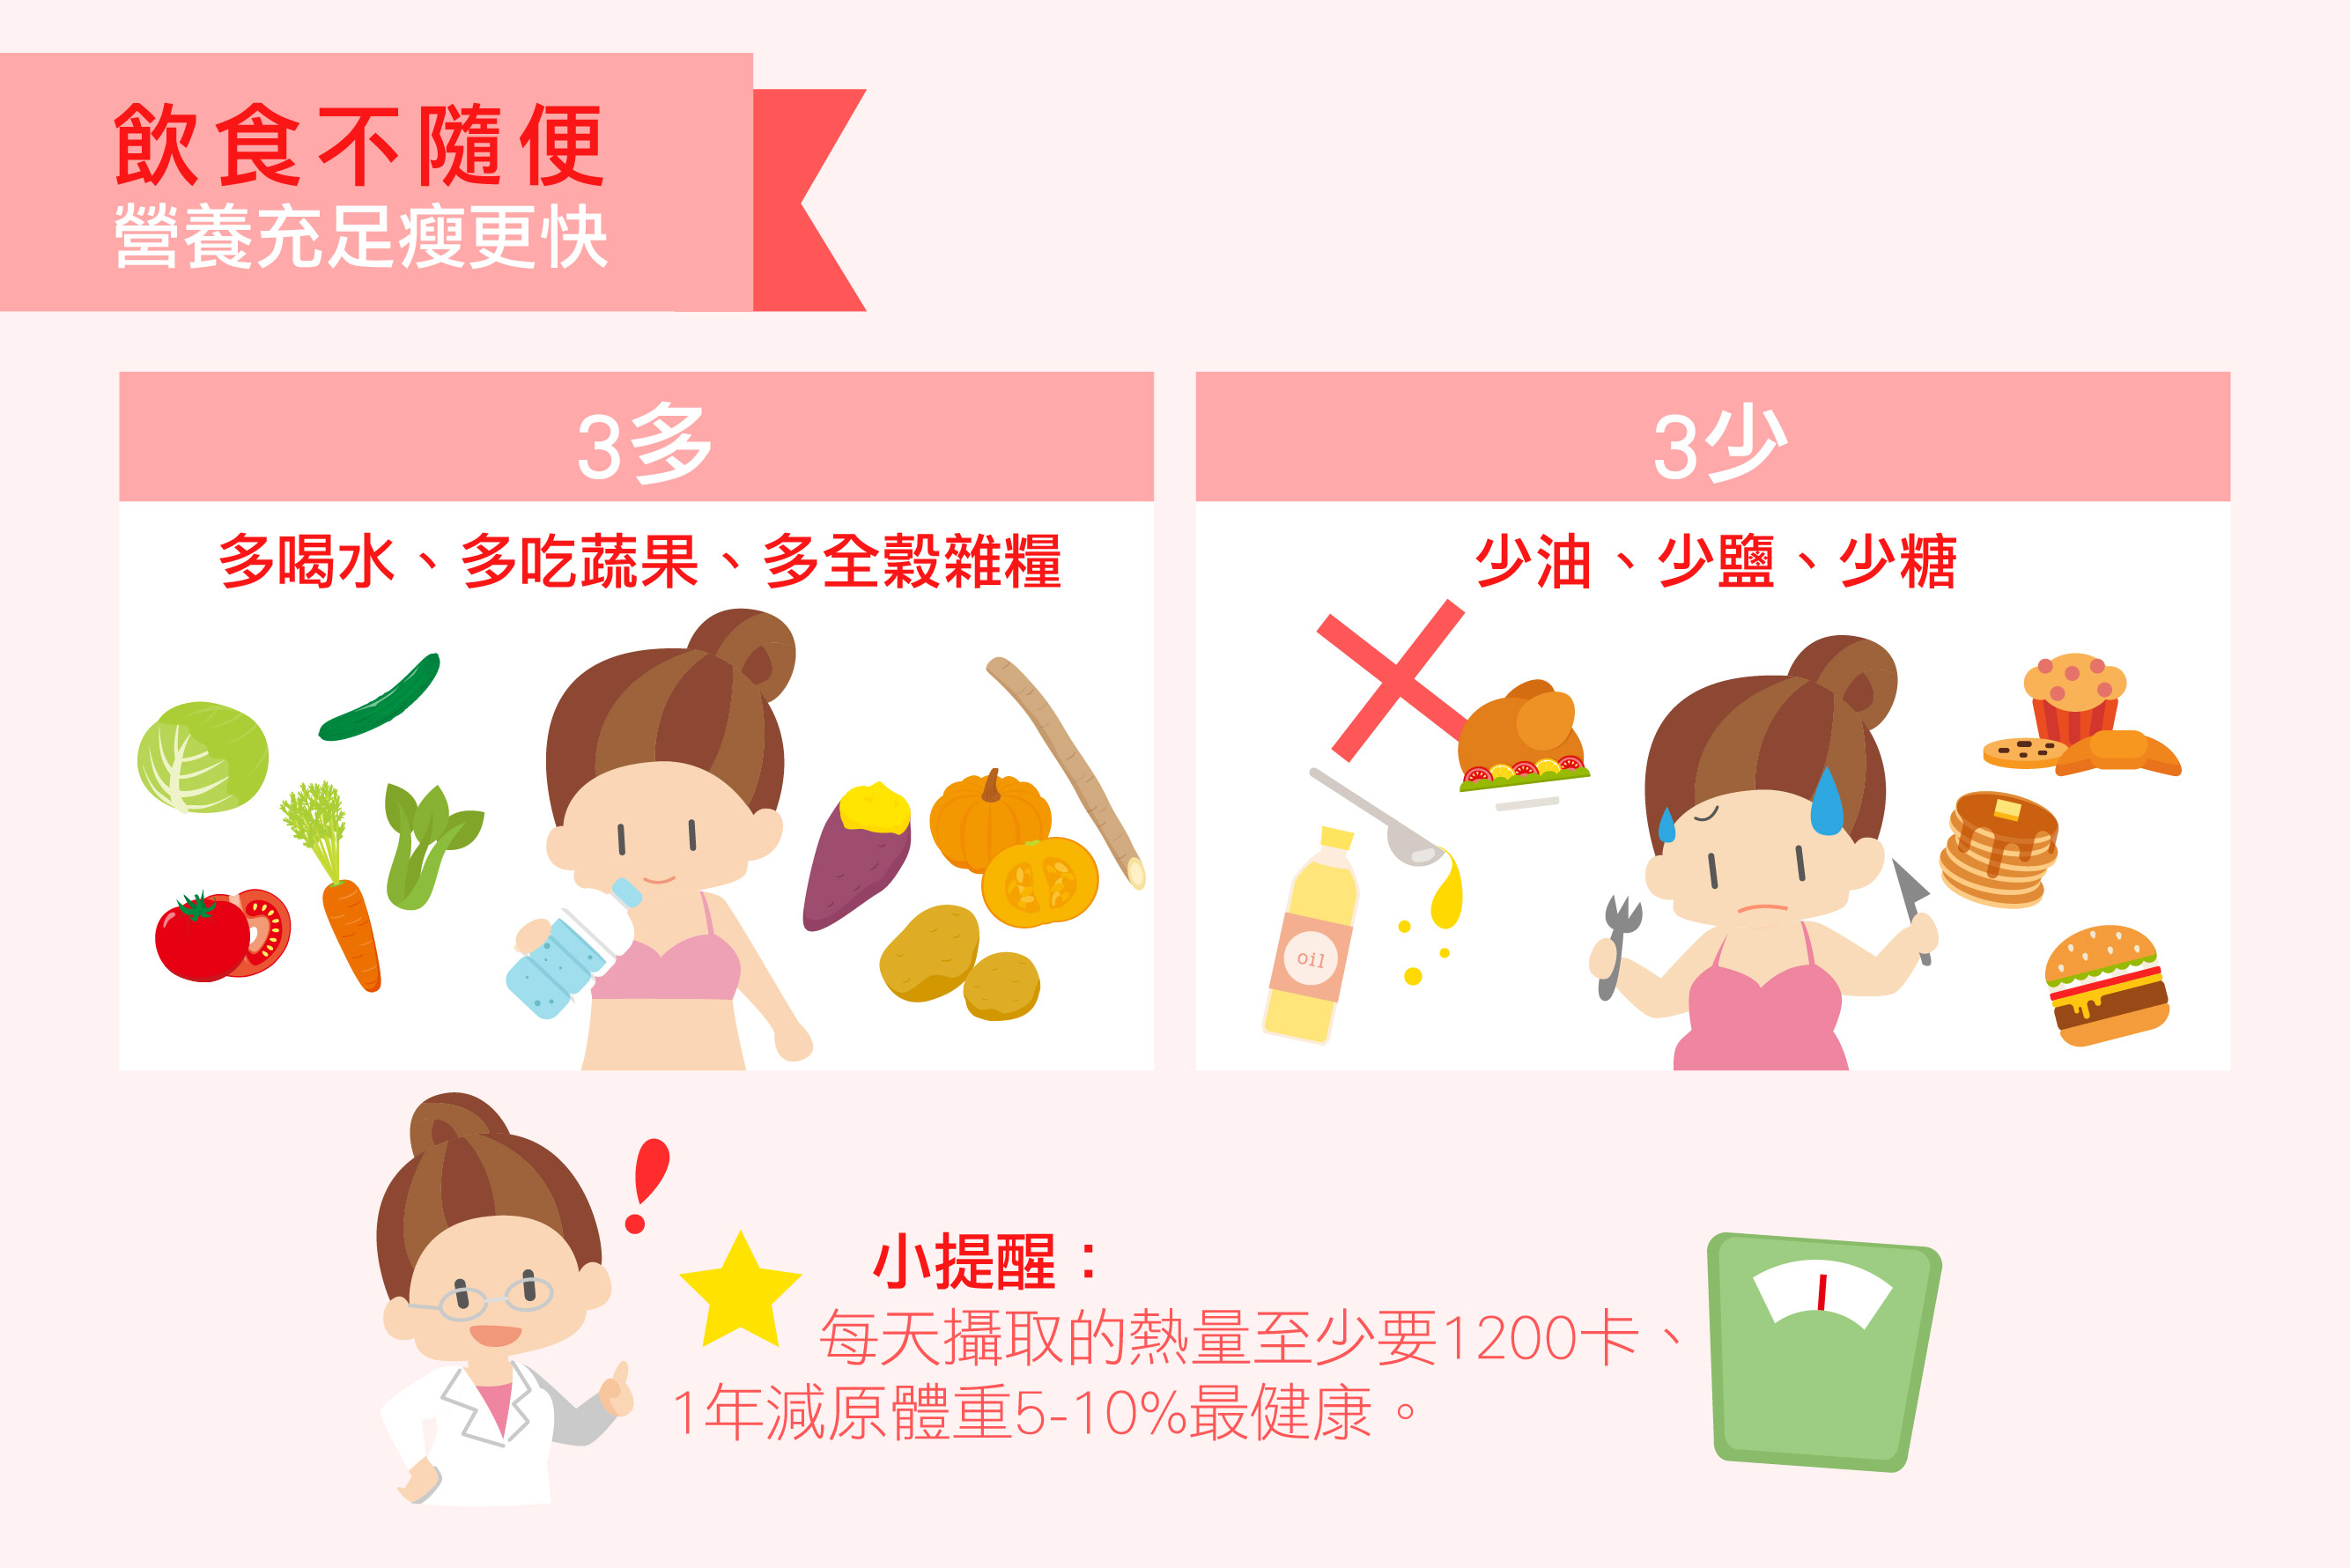 飲食不隨便
營養充足瘦更快
3多
多喝水、多吃蔬果、多全穀雜糧
3少
少油、少鹽、少糖
oil
小提醒：
每天攝取的熱量至少要1200卡、
1年減原體重5-10%最健康。